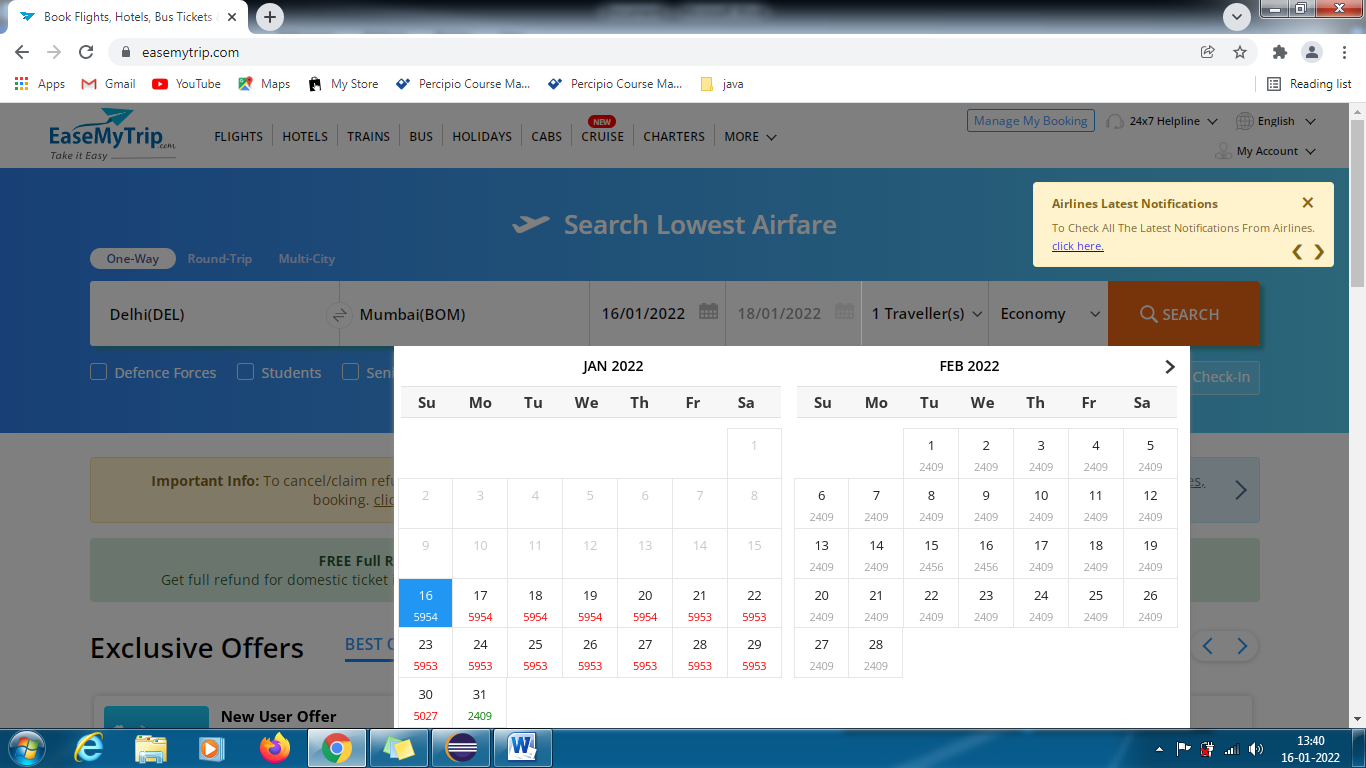 Book Flights, Hotels, Bus Tickets
easemytrip.com
Apps Gmail YouTube Maps My Store Percipio Course Ma... Percipio Course Ma... java Reading list
EaseMyTrip.com
Take it Easy
FLIGHTS HOTELS TRAINS BUS HOLIDAYS CABS NEW CRUISE CHARTERS MORE
Manage My Booking 24x7 Helpline English
My Account
Airlines Latest Notifications
To Check All The Latest Notifications From Airlines.
click here.
Search Lowest Airfare
One-Way Round-Trip Multi-City
Delhi(DEL) Mumbai(BOM) 16/01/2022 18/01/2022 1 Traveller(s) Economy SEARCH
Defence Forces Students Seni
Check-In
JAN 2022
Su Mo Tu We Th Fr Sa
1
2 3 4 5 6 7 8
9 10 11 12 13 14 15
16 17 18 19 20 21 22
5954 5954 5954 5954 5954 5953 5953
23 24 25 26 27 28 29
5953 5953 5953 5953 5953 5953 5953
30 31
5027 2409
FEB 2022
Su Mo Tu We Th Fr Sa
1 2 3 4 5
2409 2409 2409 2409 2409
6 7 8 9 10 11 12
2409 2409 2409 2409 2409 2409 2409
13 14 15 16 17 18 19
2409 2409 2456 2456 2409 2409 2409
20 21 22 23 24 25 26
2409 2409 2409 2409 2409 2409 2409
27 28
2409 2409
Important Info: To cancel/claim refu
booking. clic
es,
FREE Full R
Get full refund for domestic ticket
Exclusive Offers BEST O
New User Offer
13:40
16-01-2022